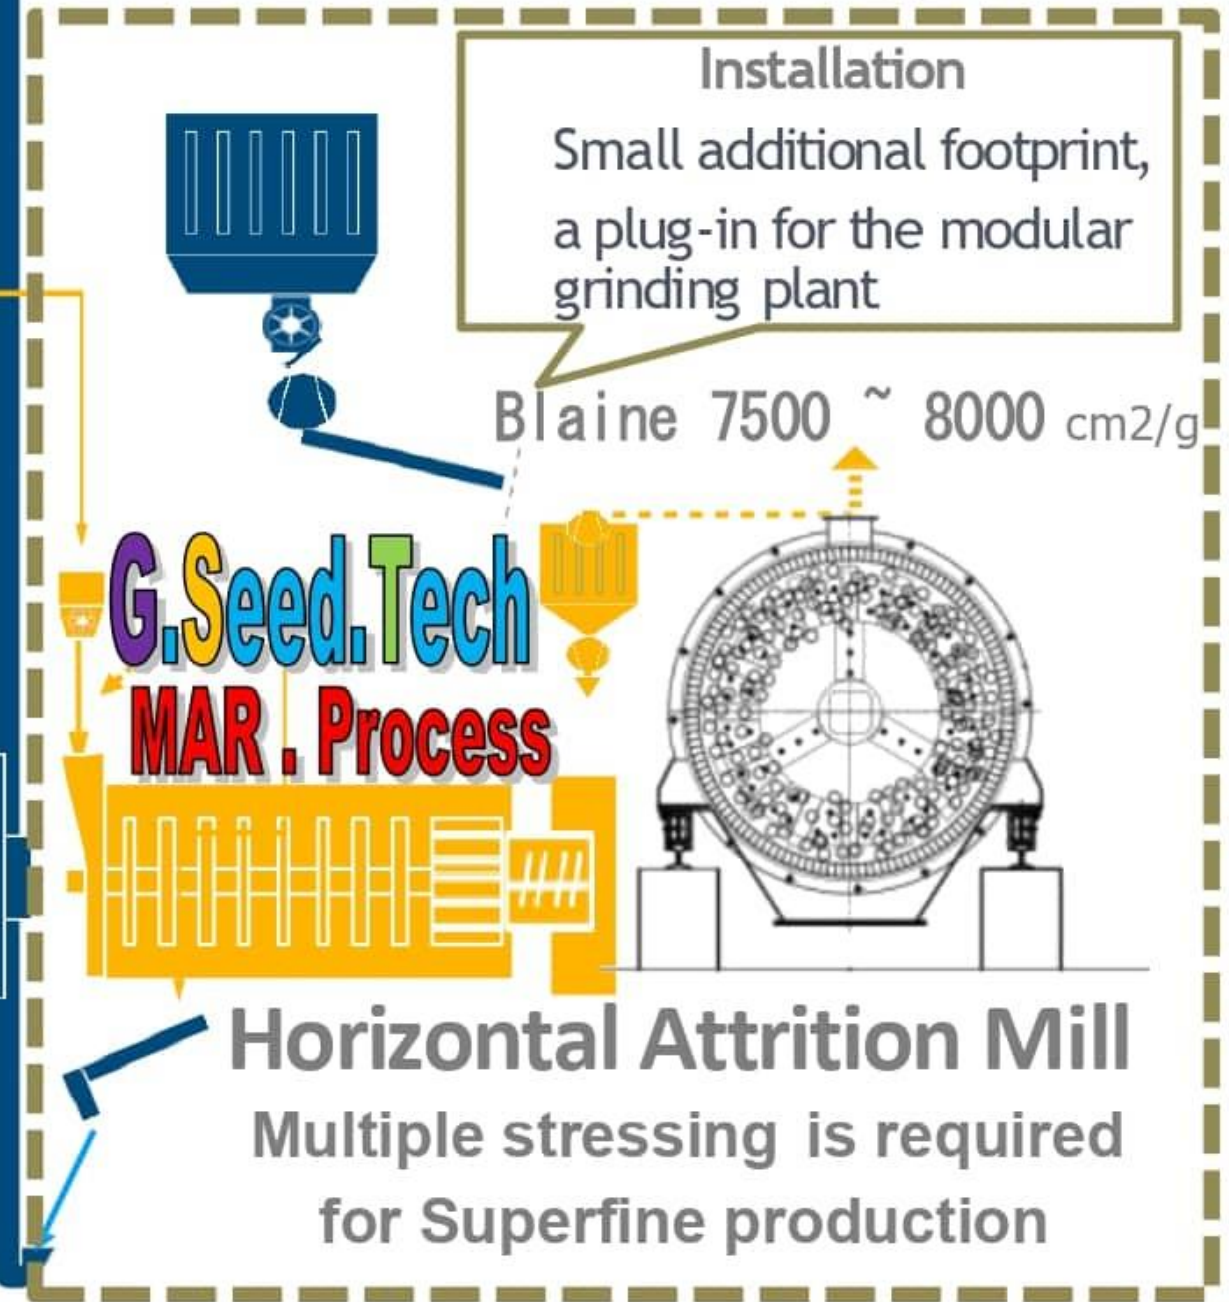 Installation
Small additional footprint,
a plug-in for the modular
grinding plant
Blaine 7500 ~ 8000 cm2/g
G.Seed.Tech
MAR . Process
Horizontal Attrition Mill
Multiple stressing is required
for Superfine production